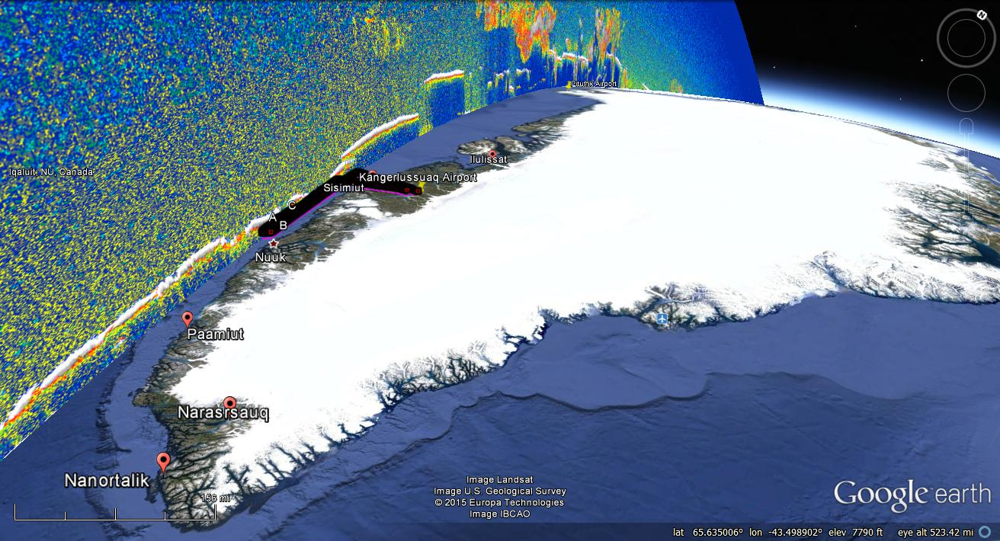 N
Pituffik Airport
Iqaluit, NU, Canada
Ilulissat
Kangerlussuaq Airport
Sisimiut
C
A
B
Nuuk
Paamiut
Narasrsauq
Nanortalik
156 mi
Image Landsat
Image U.S. Geological Survey
© 2015 Europa Technologies
Image IBCAO
Google earth
lat 65.635006° lon -43.498902° elev 7790 ft eye alt 523.42 mi